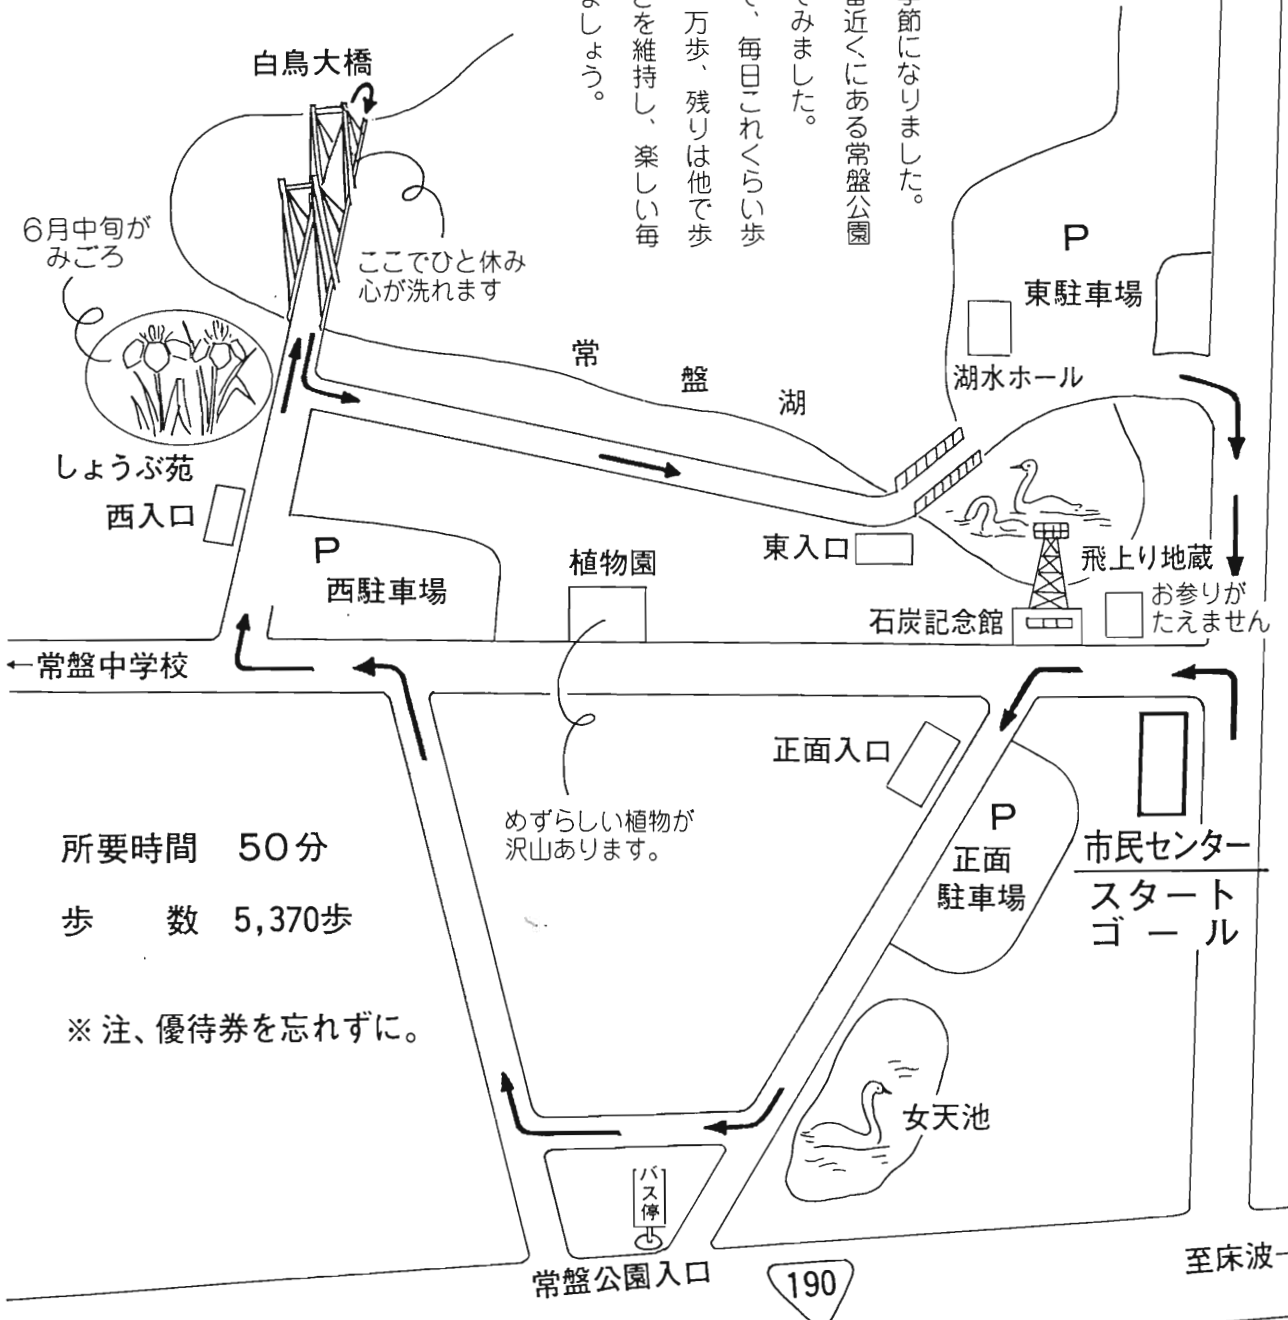 季節になりました。
番近くにある常盤公園
てみました。
で、毎日これくらい歩
万歩、残りは他で歩
さを維持し、楽しい毎
ましょう。
白鳥大橋
6月中旬が
みごろ
ここでひと休み
心が洗れます
しょうぶ苑
西入口
常盤湖
P
東駐車場
湖水ホール
P
西駐車場
植物園
東入口
飛上り地蔵
お参りが
たえません
石炭記念館
←常盤中学校
正面入口
めずらしい植物が
沢山あります。
P
正面
駐車場
市民センター
スタート
ゴール
所要時間 50分
歩数 5,370歩
※注、優待券を忘れずに。
女天池
バス停
常盤公園入口
190
至床波